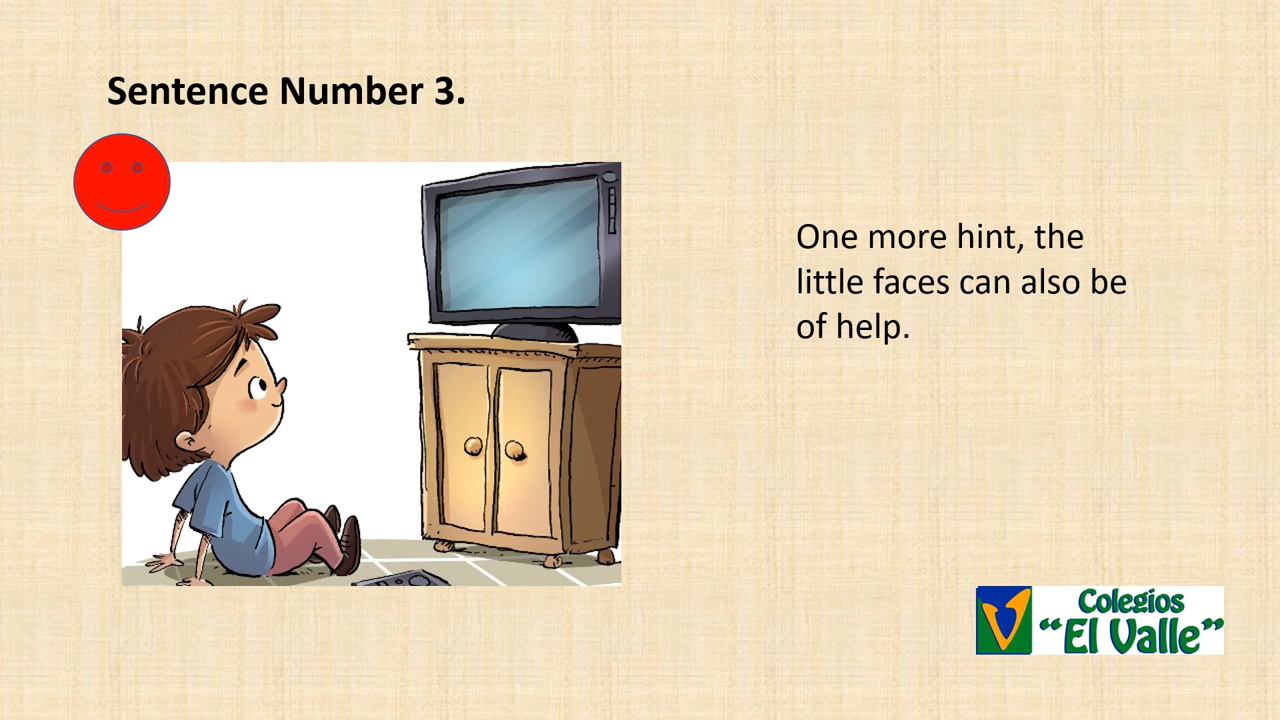 Sentence Number 3.
One more hint, the
little faces can also be
of help.
Colegios
“El Valle”